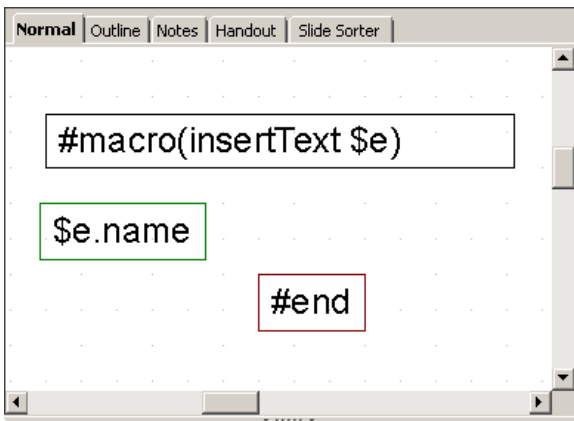 Normal Outline Notes Handout Slide Sorter
#macro(insertText $e)
$e.name
#end